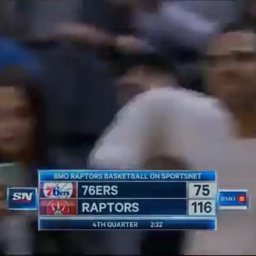 BMO RAPTORS BASKETBALL ON SPORTSNET
76ERS 75
SN
BMO
RAPTORS 116
4TH QUARTER 2:32